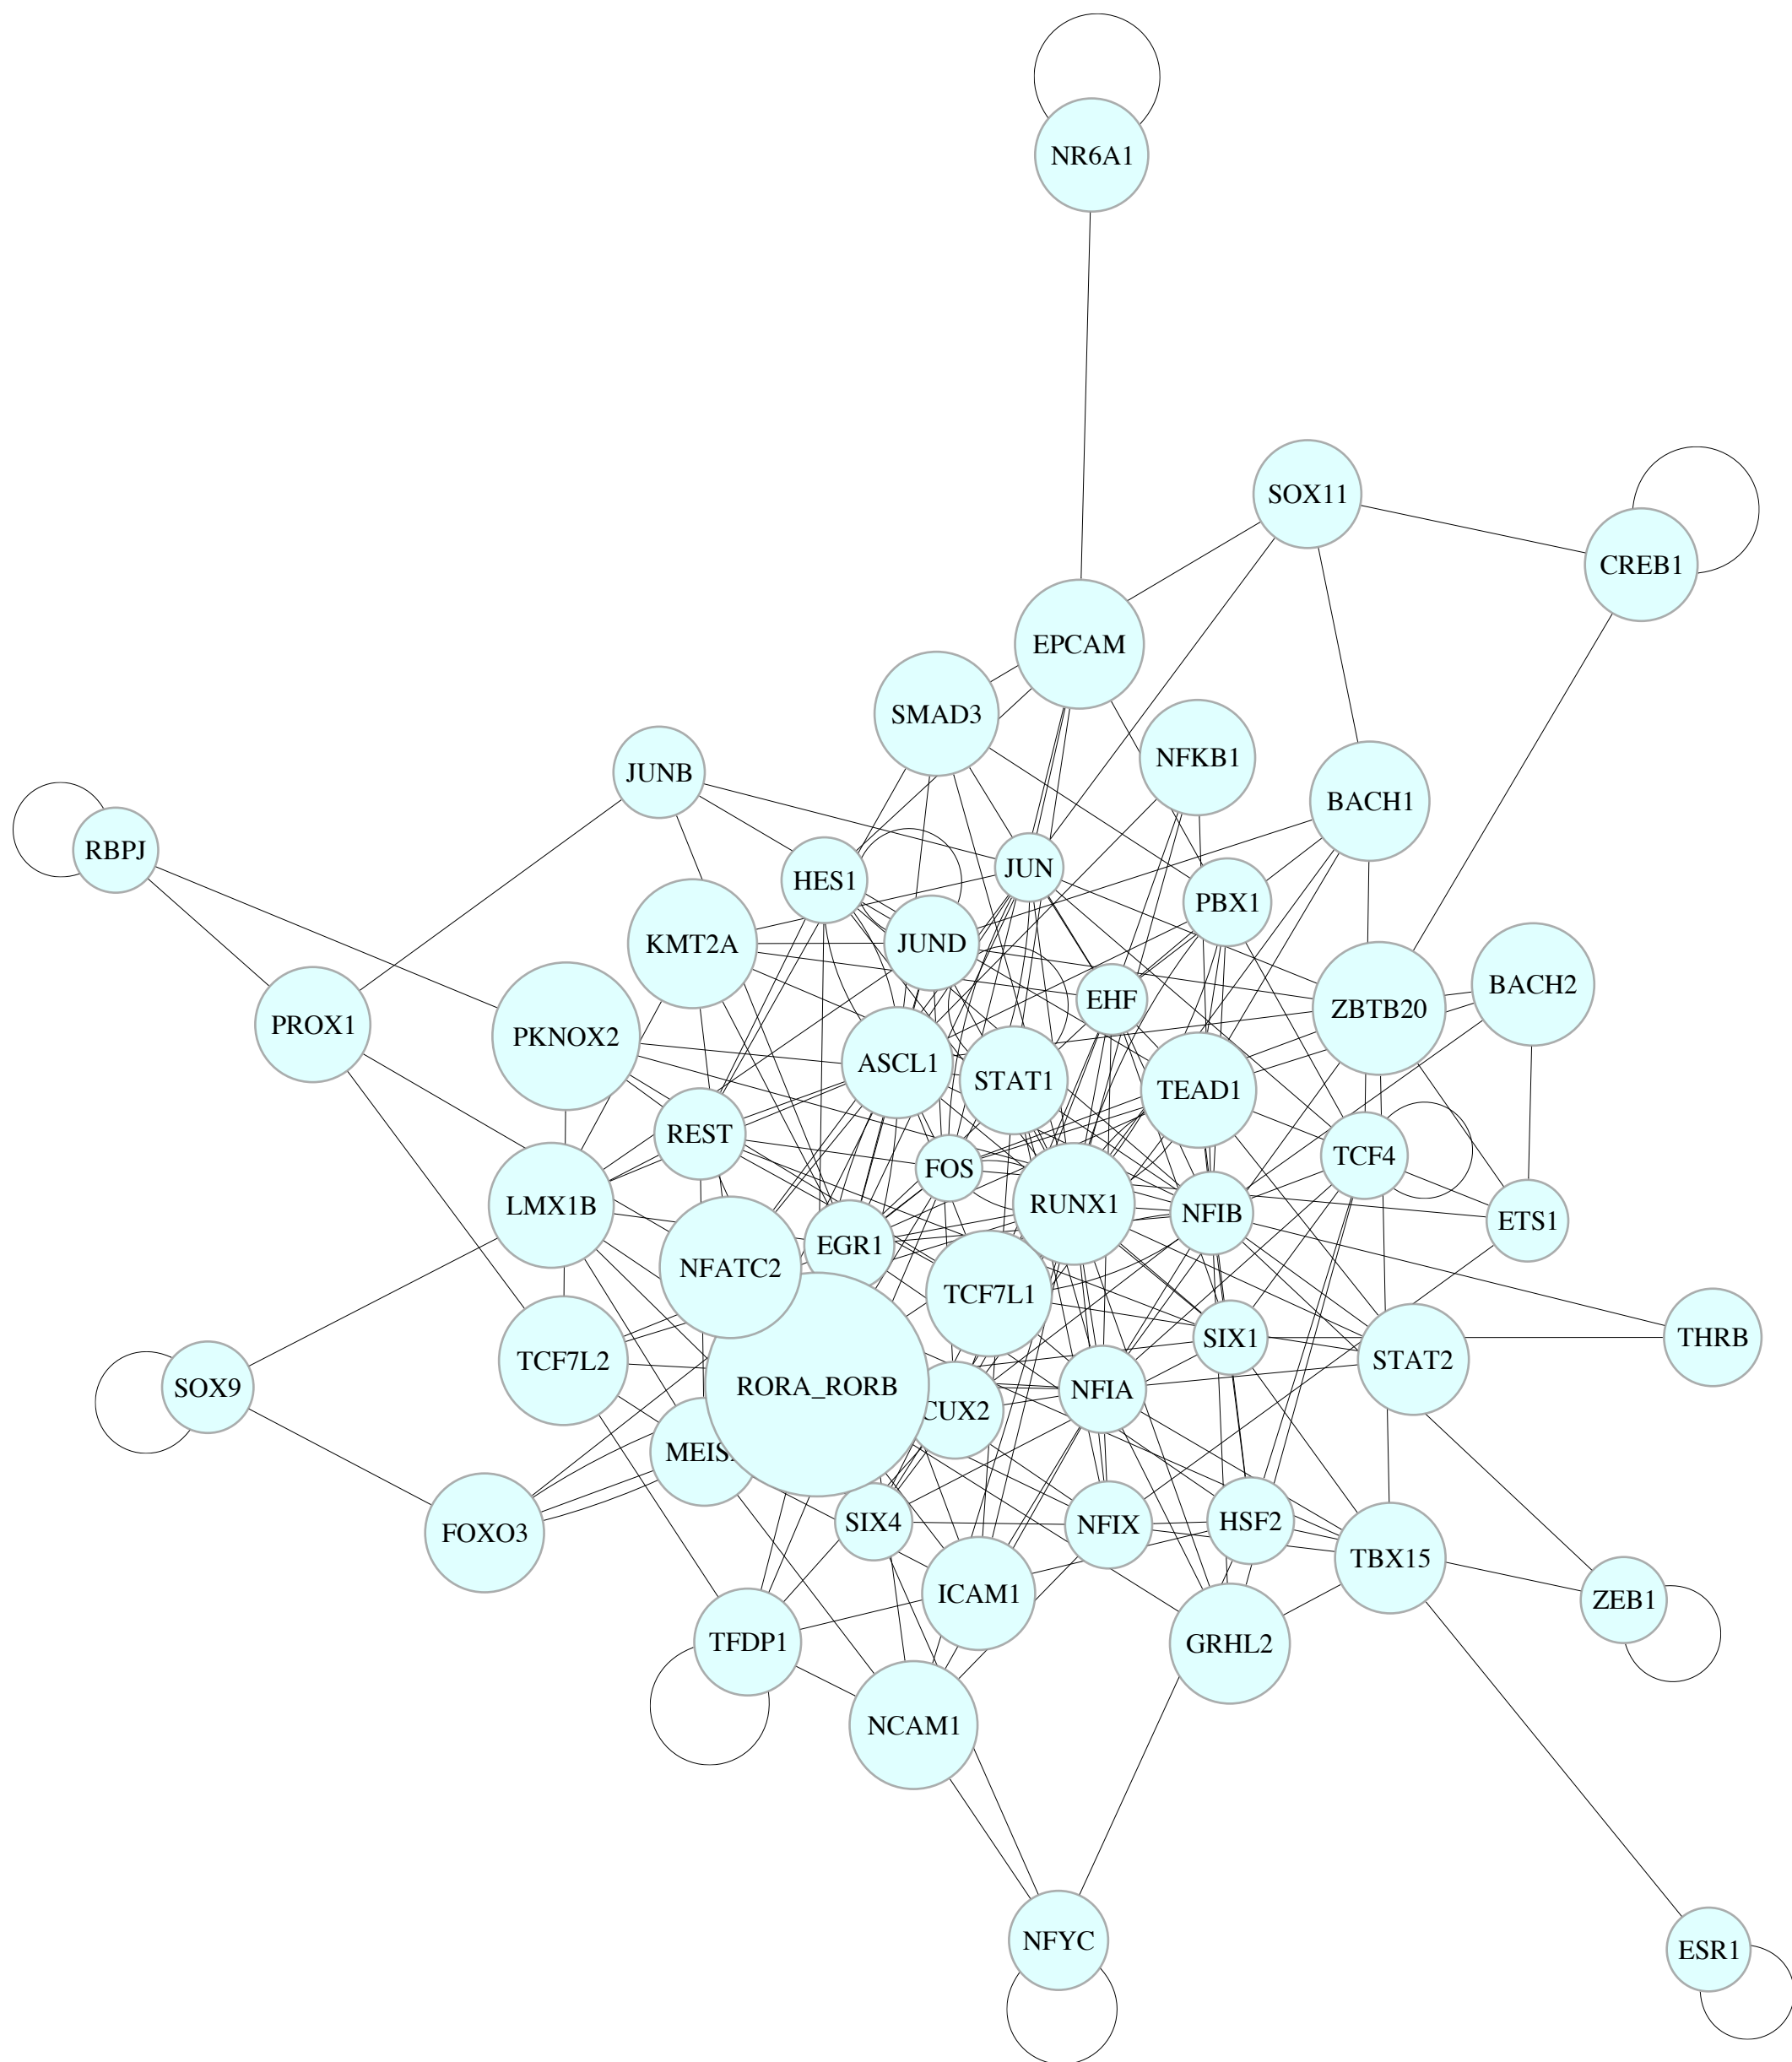 NR6A1
SOX11
CREB1
EPCAM
SMAD3
NFKB1
JUNB
BACH1
RBPJ
JUN
HES1
PBX1
KMT2A
JUND
BACH2
EHF
ZBTB20
PROX1
PKNOX2
ASCL1
STAT1
TEAD1
REST
TCF4
FOS
LMX1B
RUNX1
NFIB
ETS1
EGR1
NFATC2
TCF7L1
SIX1
THRB
TCF7L2
STAT2
SOX9
RORA_RORB
NFIA
CUX2
MEIS
FOXO3
SIX4
NFIX
HSF2
TBX15
ICAM1
ZEB1
TFDP1
GRHL2
NCAM1
NFYC
ESR1